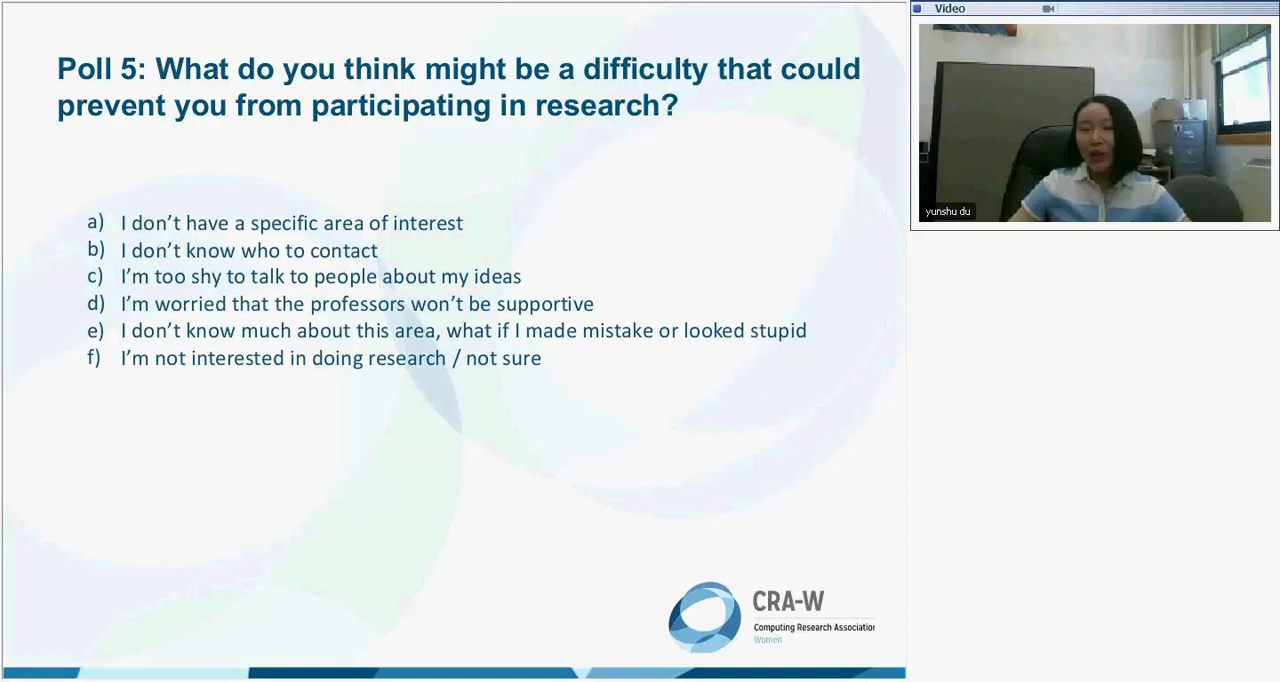 Poll 5: What do you think might be a difficulty that could
prevent you from participating in research?
a) I don’t have a specific area of interest
b) I don’t know who to contact
c) I’m too shy to talk to people about my ideas
d) I’m worried that the professors won’t be supportive
e) I don’t know much about this area, what if I made mistake or looked stupid
f) I’m not interested in doing research / not sure
CRA-W
Computing Research Association
Women
Video
yunshu du